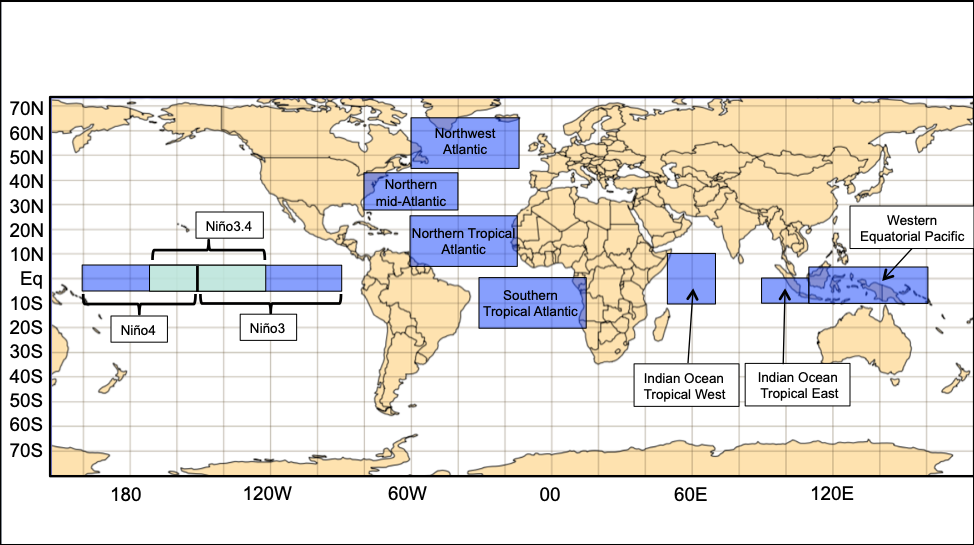 70N
60N
50N
40N
30N
20N
10N
Eq
10S
20S
30S
40S
50S
60S
70S
Northwest
Atlantic
Northern
mid-Atlantic
Niño3.4
Northern Tropical
Atlantic
Western
Equatorial Pacific
Southern
Tropical Atlantic
Niño4
Niño3
Indian Ocean
Tropical West
Indian Ocean
Tropical East
180
120W
60W
00
60E
120E